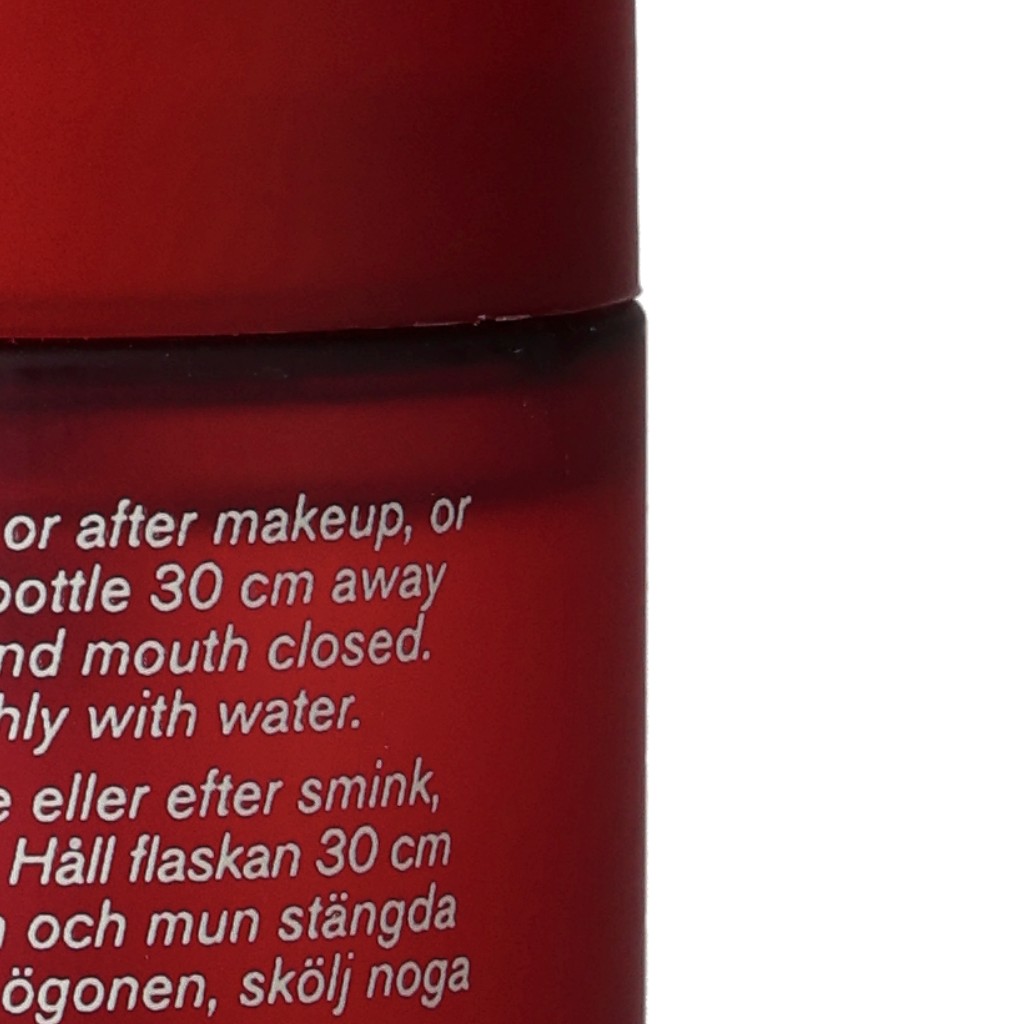 or after makeup, or
bottle 30 cm away
nd mouth closed.
hly with water.
e eller efter smink,
Håll flaskan 30 cm
och mun stängda
ögonen, skölj noga